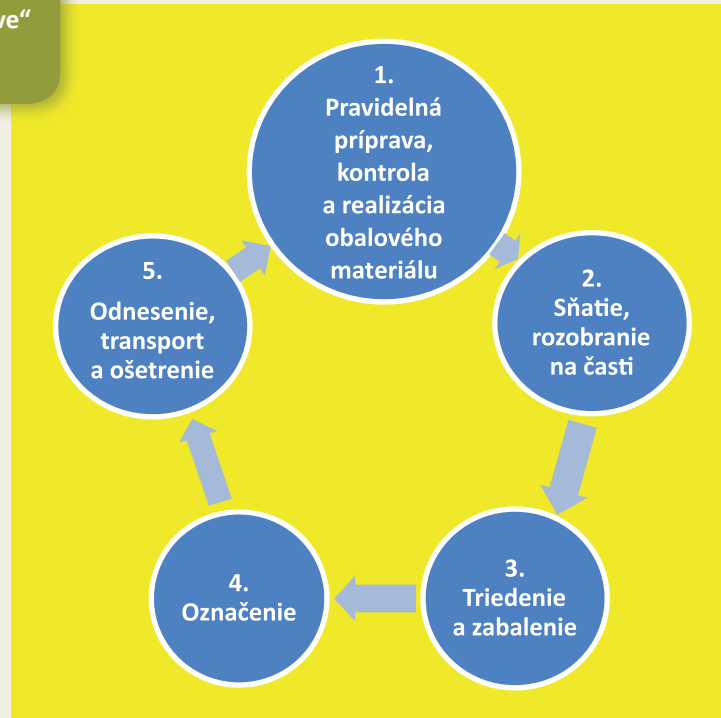 ve“
1.
Pravidelná
príprava,
kontrola
a realizácia
obalového
materiálu
2.
Sňatie,
rozobranie
na časti
3.
Triedenie
a zabalenie
4.
Označenie
5.
Odnesenie,
transport
a ošetrenie